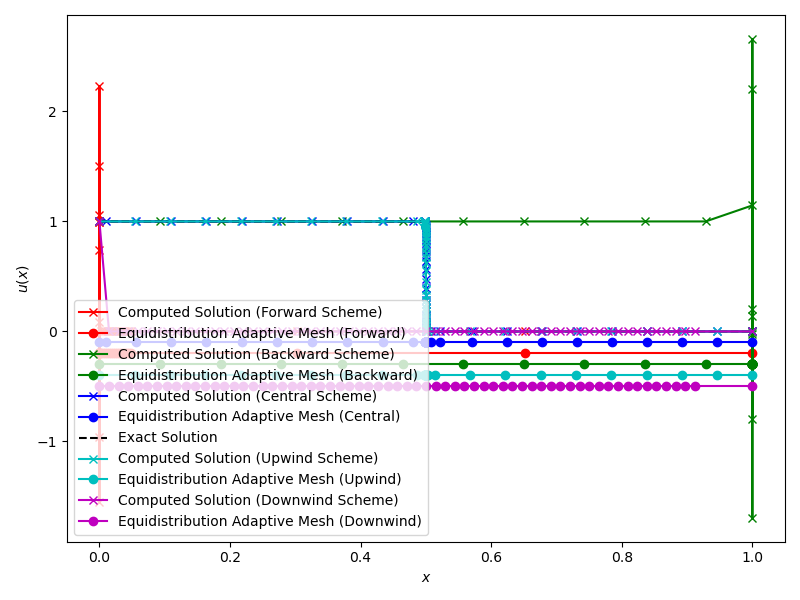 2
1
0
−1
u(x)
Computed Solution (Forward Scheme)
Equidistribution Adaptive Mesh (Forward)
Computed Solution (Backward Scheme)
Equidistribution Adaptive Mesh (Backward)
Computed Solution (Central Scheme)
Equidistribution Adaptive Mesh (Central)
Exact Solution
Computed Solution (Upwind Scheme)
Equidistribution Adaptive Mesh (Upwind)
Computed Solution (Downwind Scheme)
Equidistribution Adaptive Mesh (Downwind)
0.0 0.2 0.4 0.6 0.8 1.0
x